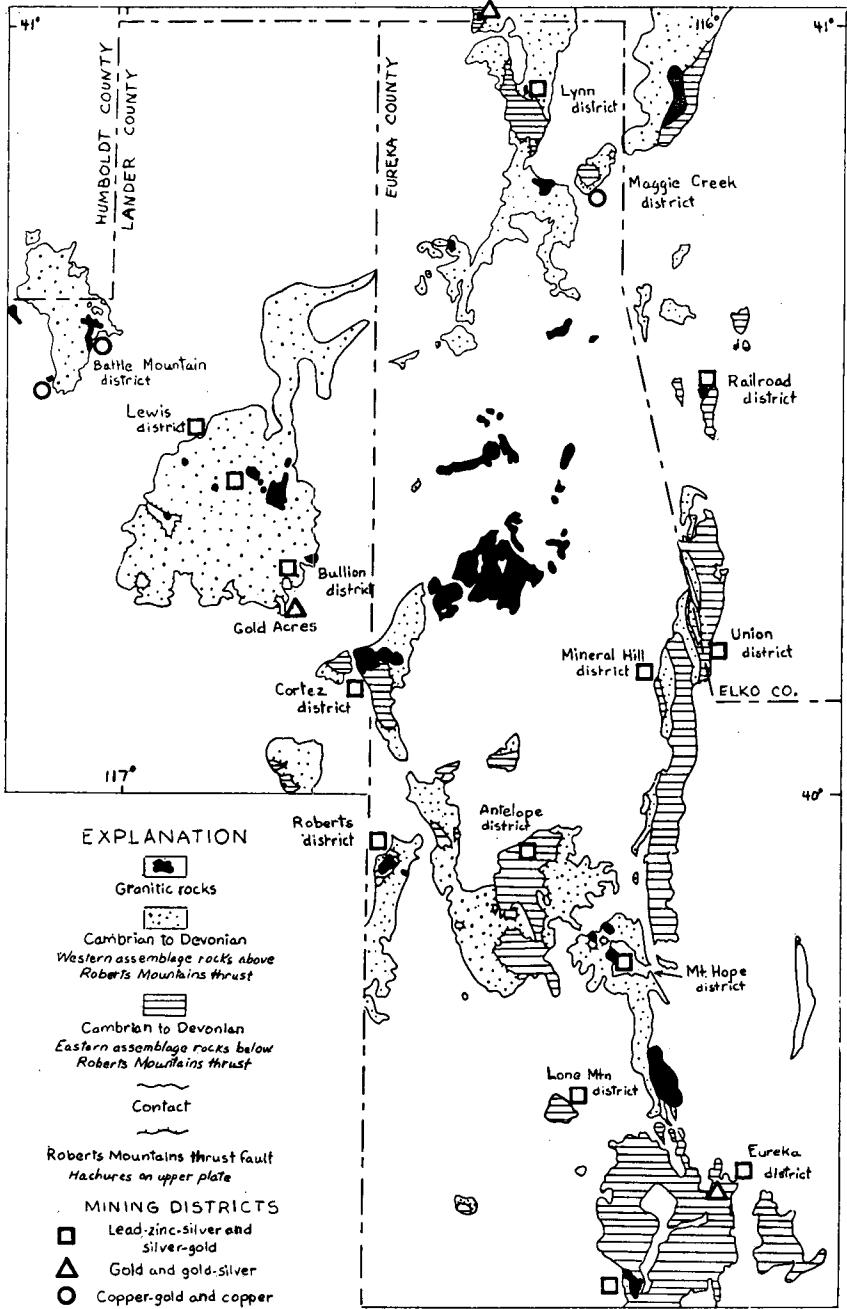 41°
116°
41°
HUMBOLDT COUNTY
LANDER COUNTY
EUREKA COUNTY
Lynn
district
Maggie Creek
district
Battle Mountain
district
Railroad
district
Lewis
district
Bullion
district
Gold Acres
Mineral Hill
district
Union
district
Cortez
district
ELKO CO.
117°
40°
Roberts
district
Antelope
district
Mt. Hope
district
Lone Mtn
district
Eureka
district
EXPLANATION
Granitic rocks
Cambrian to Devonian
Western assemblage rocks above
Roberts Mountains thrust
Cambrian to Devonian
Eastern assemblage rocks below
Roberts Mountains thrust
Contact
Roberts Mountains thrust fault
Hachures on upper plate
MINING DISTRICTS
Lead-zinc-silver and
silver-gold
Gold and gold-silver
Copper-gold and copper